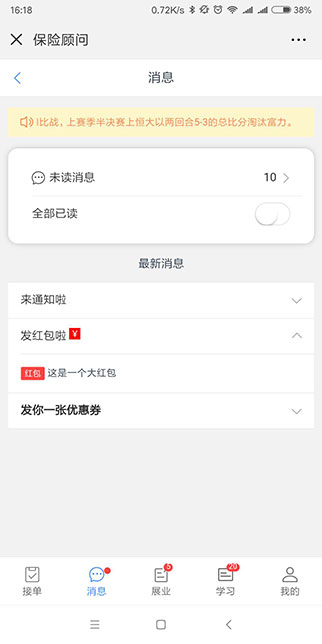 16:18
0.72K/s
38%
保险顾问
消息
比战，上赛季半决赛上恒大以两回合5-3的总比分淘汰富力。
未读消息 10
全部已读
最新消息
来通知啦
发红包啦 ¥
红包 这是一个大红包
发你一张优惠券
5 20
接单 消息 展业 学习 我的